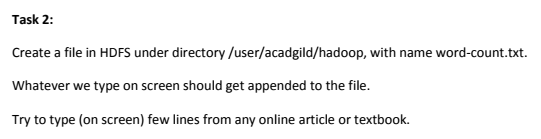 Task 2:
Create a file in HDFS under directory /user/acadgild/hadoop, with name word-count.txt.
Whatever we type on screen should get appended to the file.
Try to type (on screen) few lines from any online article or textbook.